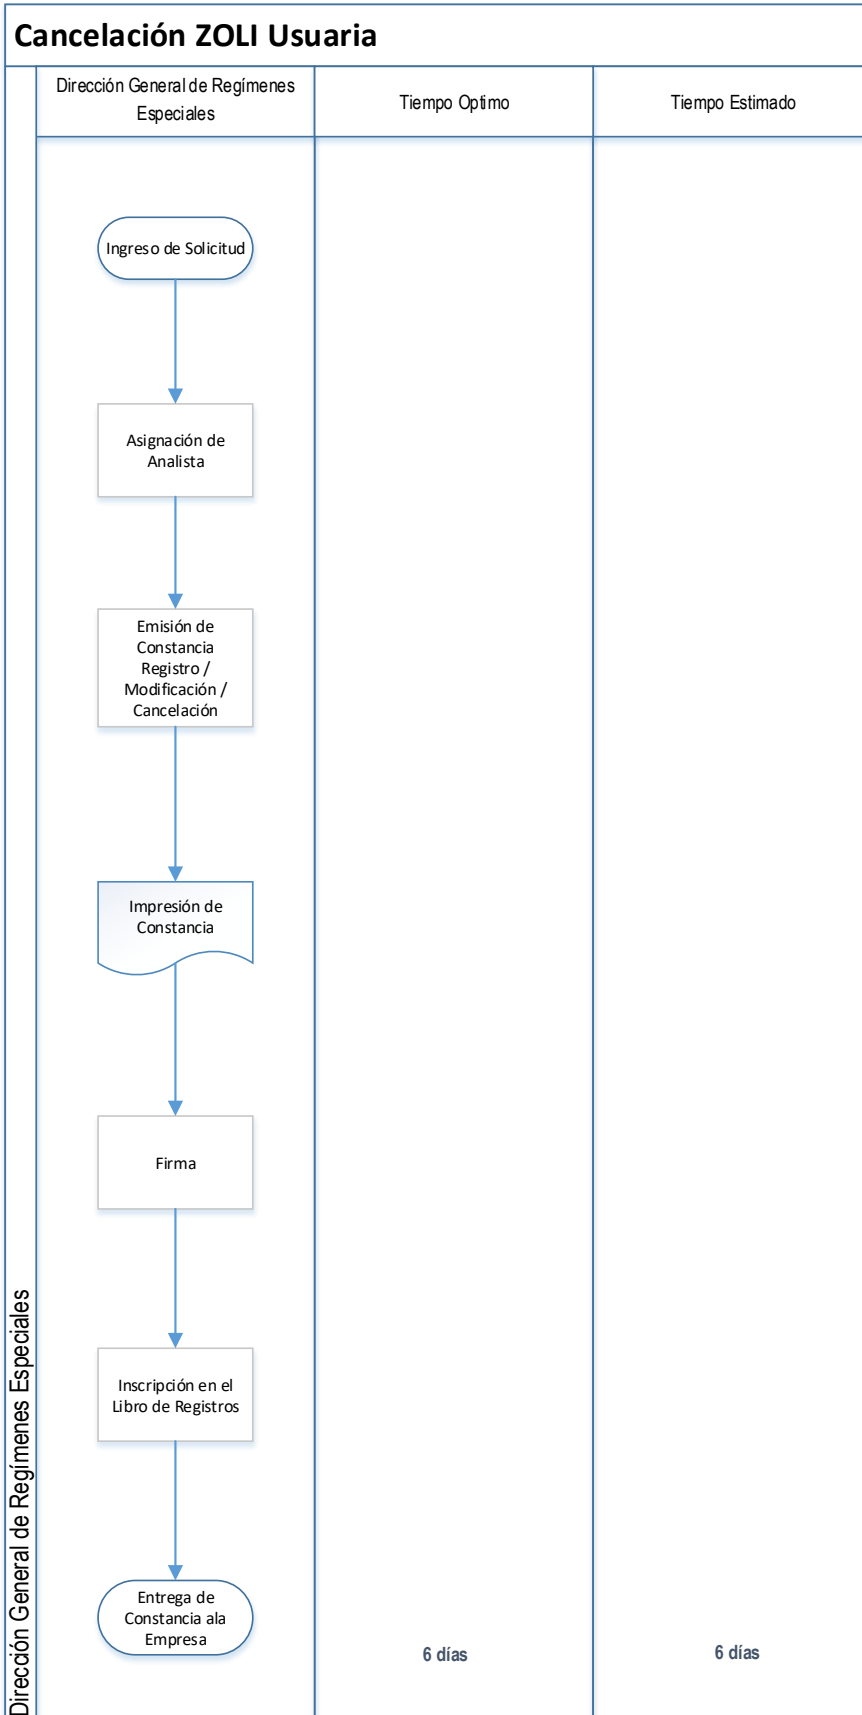 Cancelación ZOLI Usuaria
Dirección General de Regímenes
Especiales
Tiempo Optimo
Tiempo Estimado
Ingreso de Solicitud
Asignación de
Analista
Emisión de
Constancia
Registro /
Modificación /
Cancelación
Impresión de
Constancia
Firma
Inscripción en el
Libro de Registros
Entrega de
Constancia ala
Empresa
6 días
6 días
Dirección General de Regímenes Especiales